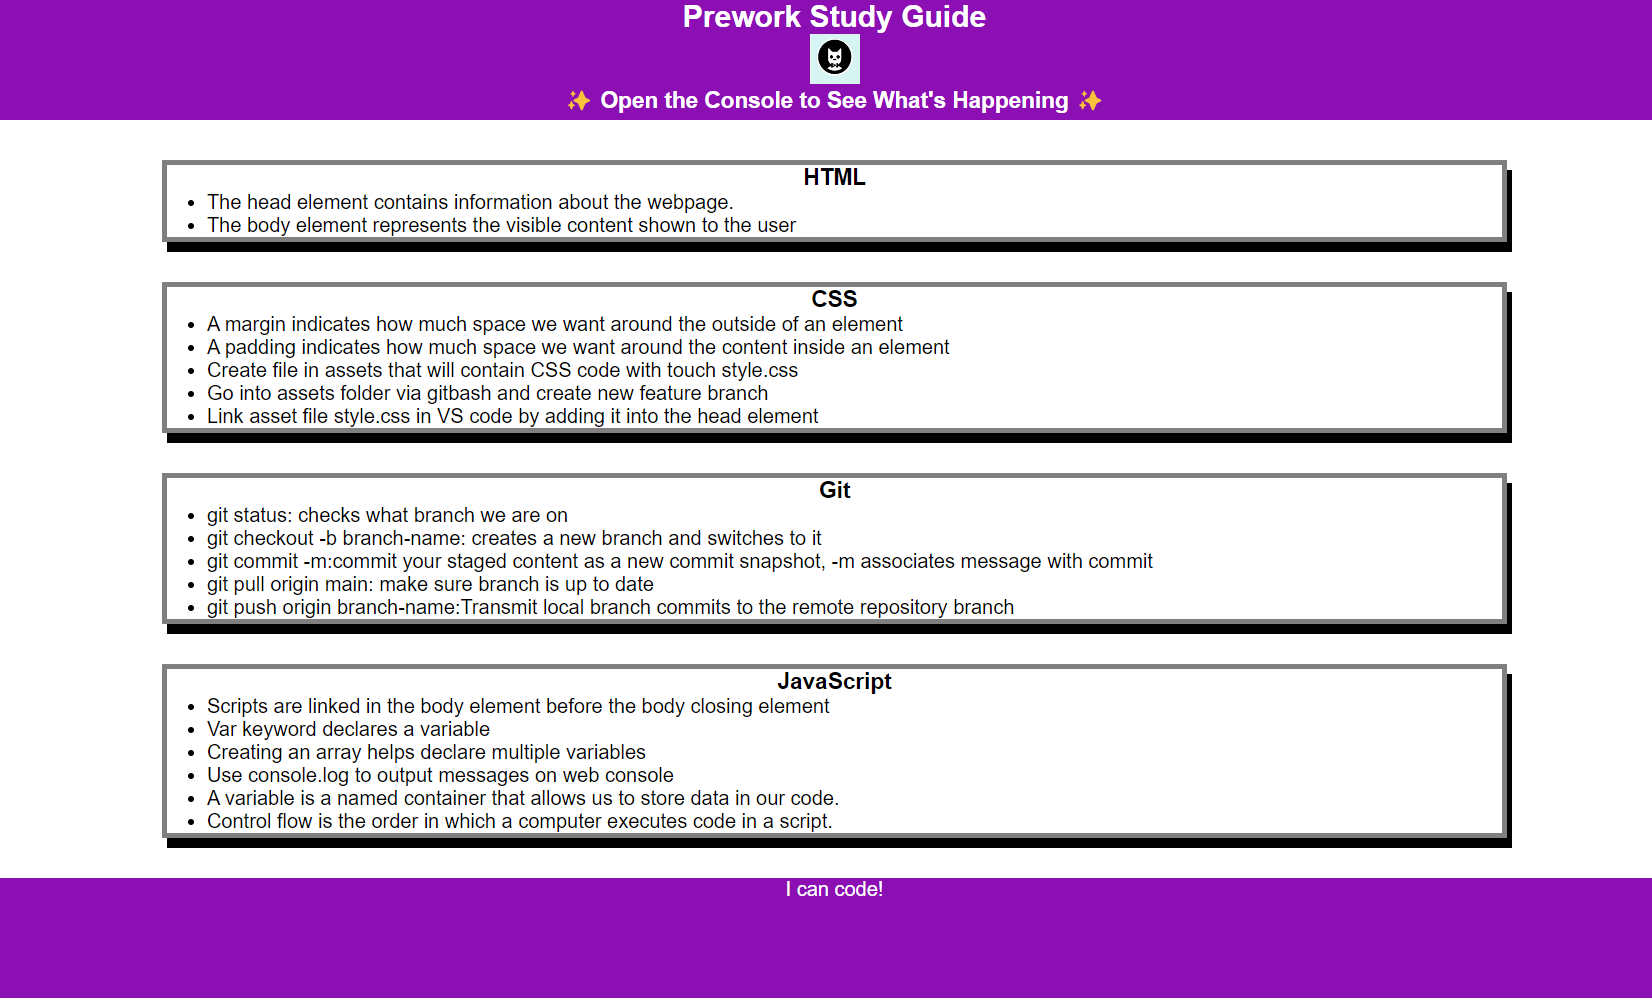 Prework Study Guide
✨ Open the Console to See What's Happening ✨
HTML
• The head element contains information about the webpage.
• The body element represents the visible content shown to the user
CSS
• A margin indicates how much space we want around the outside of an element
• A padding indicates how much space we want around the content inside an element
• Create file in assets that will contain CSS code with touch style.css
• Go into assets folder via gitbash and create new feature branch
• Link asset file style.css in VS code by adding it into the head element
Git
• git status: checks what branch we are on
• git checkout -b branch-name: creates a new branch and switches to it
• git commit -m:commit your staged content as a new commit snapshot, -m associates message with commit
• git pull origin main: make sure branch is up to date
• git push origin branch-name:Transmit local branch commits to the remote repository branch
JavaScript
• Scripts are linked in the body element before the body closing element
• Var keyword declares a variable
• Creating an array helps declare multiple variables
• Use console.log to output messages on web console
• A variable is a named container that allows us to store data in our code.
• Control flow is the order in which a computer executes code in a script.
I can code!